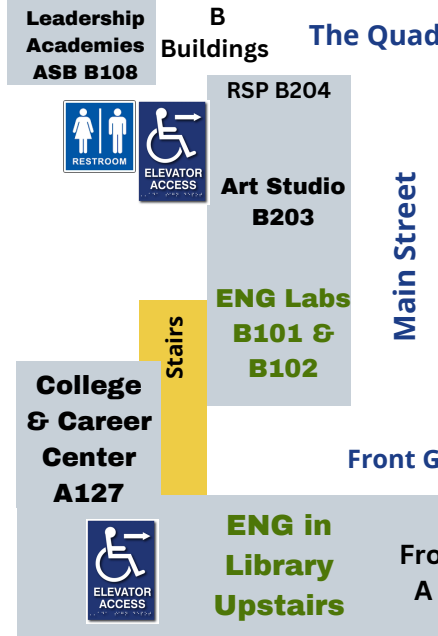 Leadership
Academies
ASB B108
B
Buildings
The Quad
RSP B204
RESTROOM
ELEVATOR
ACCESS
Art Studio
B203
Main Street
ENG Labs
B101 &
B102
Stairs
College
& Career
Center
A127
Front G
ENG in
Library
Upstairs
Fro
A
ELEVATOR
ACCESS